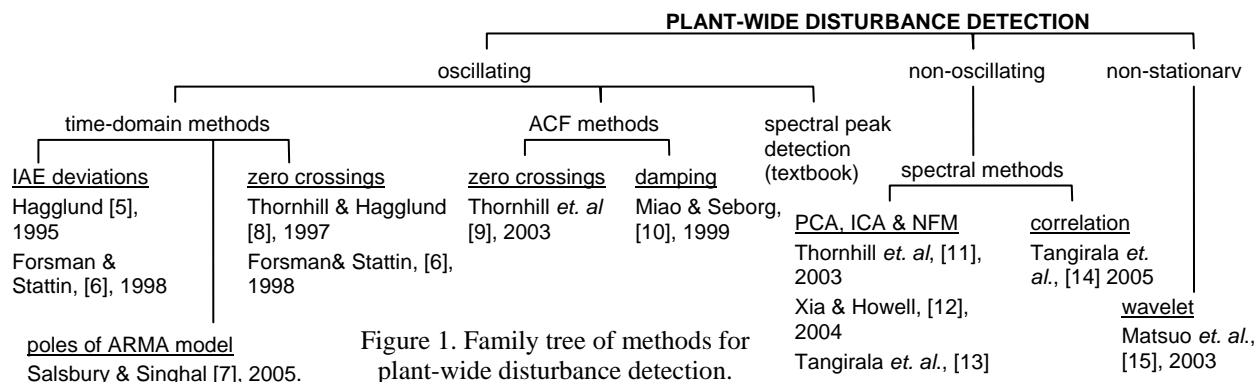 PLANT-WIDE DISTURBANCE DETECTION
oscillating
non-oscillating
non-stationarv
time-domain methods
ACF methods
spectral peak
detection
(textbook)
IAE deviations
Hagglund [5],
1995
Forsman &
Stattin, [6], 1998
poles of ARMA model
Salsbury & Singhal [7], 2005.
zero crossings
Thornhill & Hagglund
[8], 1997
Forsman& Stattin, [6],
1998
zero crossings
Thornhill et. al
[9], 2003
damping
Miao & Seborg,
[10], 1999
spectral methods
PCA, ICA & NFM
Thornhill et. al, [11],
2003
Xia & Howell, [12],
2004
Tangirala et. al., [13]
correlation
Tangirala et.
al., [14] 2005
wavelet
Matsuo et. al.,
[15], 2003
Figure 1. Family tree of methods for
plant-wide disturbance detection.